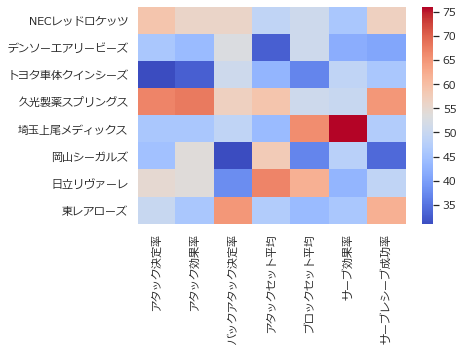 NECレッドロケッツ
デンソーエアリービーズ
トヨタ車体クインシーズ
久光製薬スプリングス
埼玉上尾メディックス
岡山シーガルズ
日立リヴァーレ
東レアローズ
アタック決定率
アタック効果率
バックアタック決定率
アタックセット平均
ブロックセット平均
サーブ効果率
サーブレシーブ成功率
75
70
65
60
55
50
45
40
35